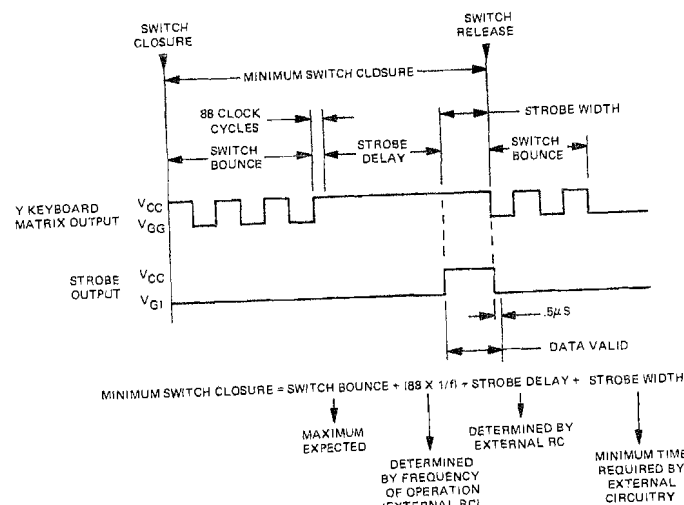 SWITCH CLOSURE
SWITCH RELEASE
MINIMUM SWITCH CLOSURE
88 CLOCK CYCLES
STROBE WIDTH
SWITCH BOUNCE
STROBE DELAY
SWITCH BOUNCE
Y KEYBOARD MATRIX OUTPUT
VCC
VGG
STROBE OUTPUT
VCC
VG1
.5µS
DATA VALID
MINIMUM SWITCH CLOSURE = SWITCH BOUNCE + (88 X 1/f) + STROBE DELAY + STROBE WIDTH
MAXIMUM EXPECTED
DETERMINED BY FREQUENCY OF OPERATION (EXTERNAL RC)
DETERMINED BY EXTERNAL RC
MINIMUM TIME REQUIRED BY EXTERNAL CIRCUITRY